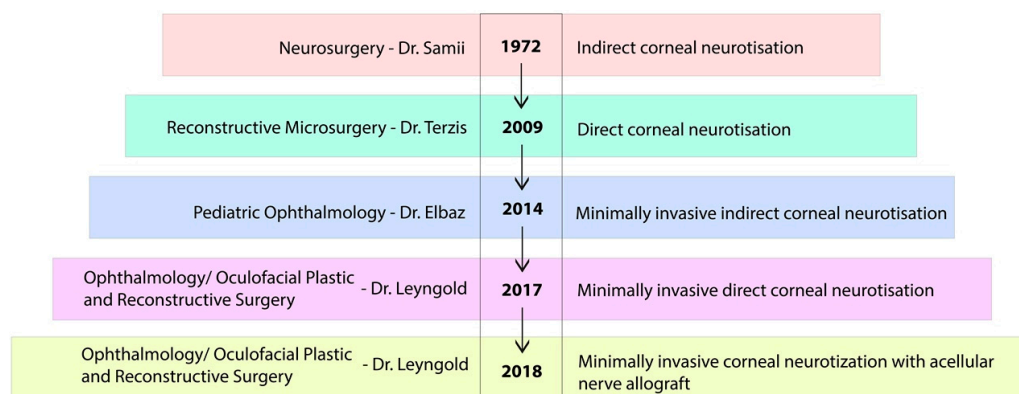 Neurosurgery - Dr. Samii 1972 Indirect corneal neurotisation
Reconstructive Microsurgery - Dr. Terzis 2009 Direct corneal neurotisation
Pediatric Ophthalmology - Dr. Elbaz 2014 Minimally invasive indirect corneal neurotisation
Ophthalmology/ Oculofacial Plastic
and Reconstructive Surgery
- Dr. Leyngold 2017 Minimally invasive direct corneal neurotisation
Ophthalmology/ Oculofacial Plastic
and Reconstructive Surgery
- Dr. Leyngold 2018 Minimally invasive corneal neurotization with acellular
nerve allograft